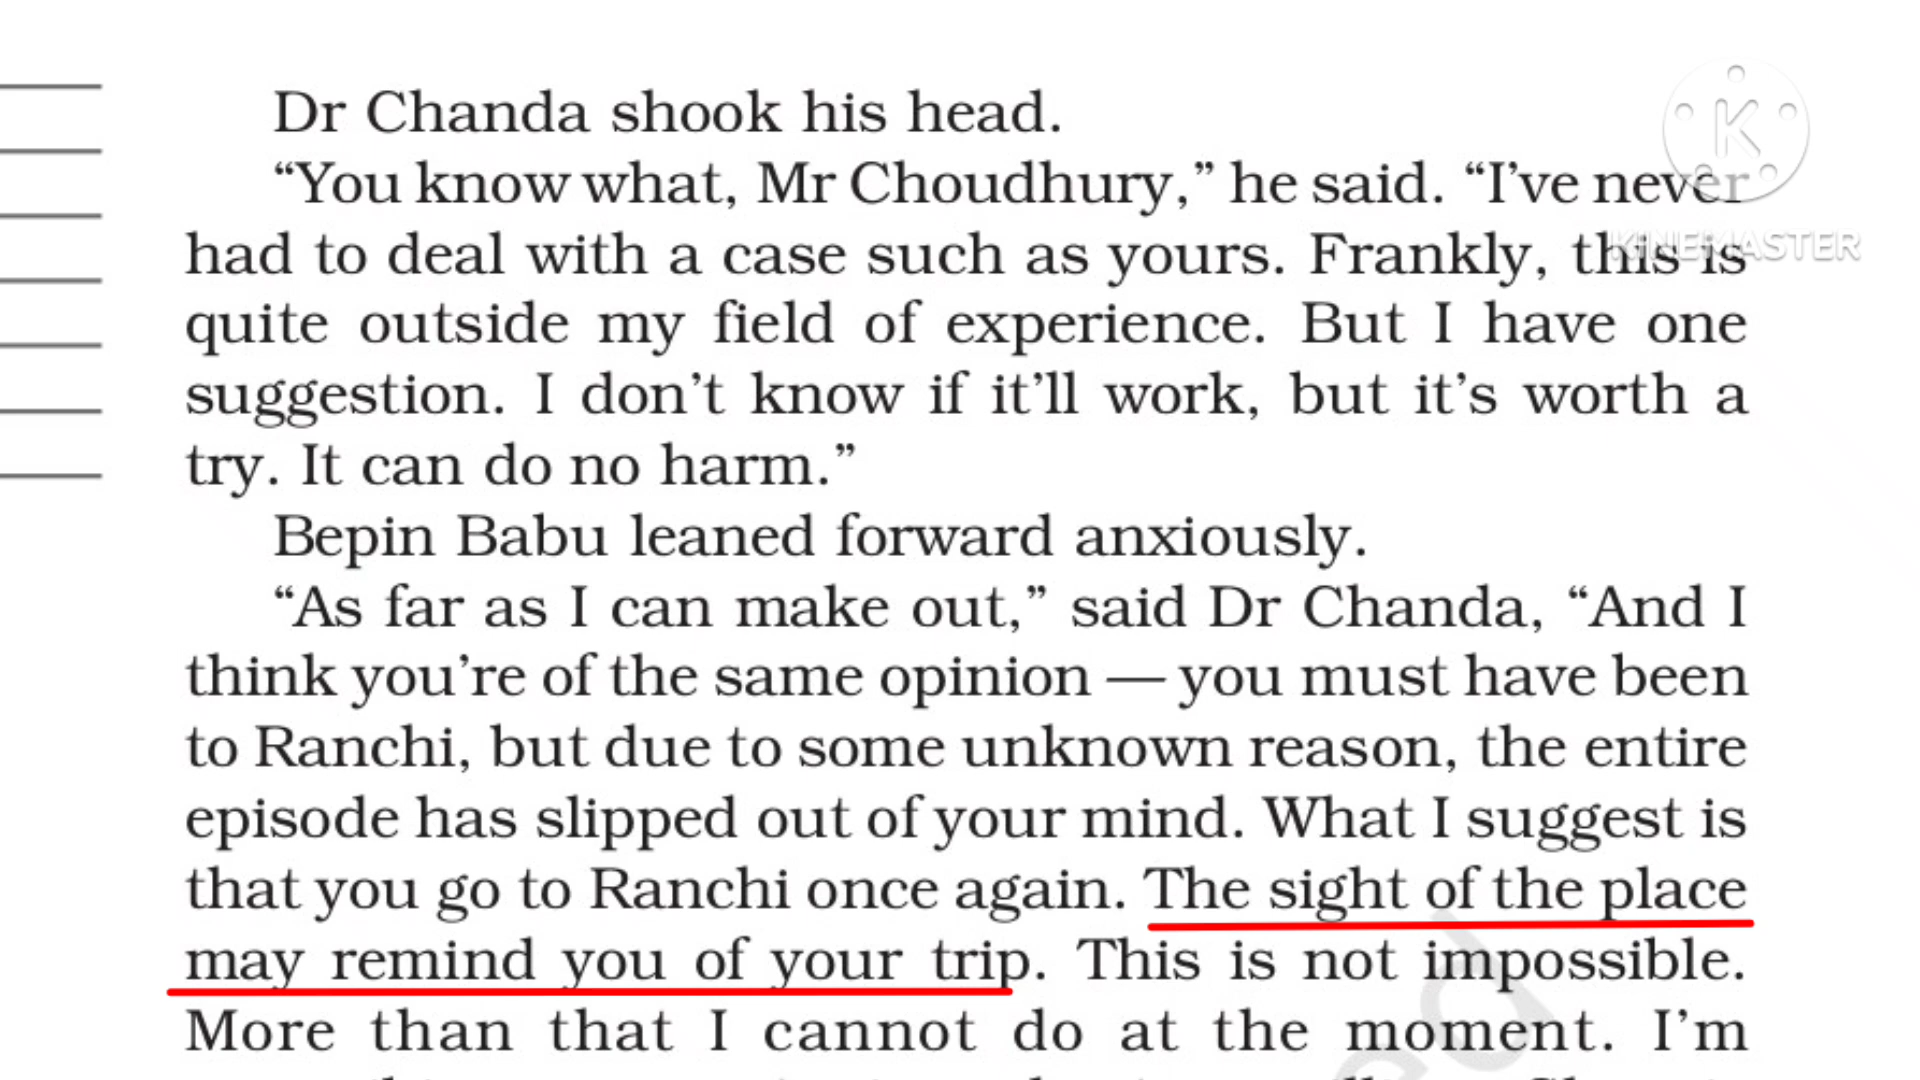 Dr Chanda shook his head.
“You know what, Mr Choudhury,” he said. “I’ve never
had to deal with a case such as yours. Frankly, this is
quite outside my field of experience. But I have one
suggestion. I don’t know if it’ll work, but it’s worth a
try. It can do no harm.”
Bepin Babu leaned forward anxiously.
“As far as I can make out,” said Dr Chanda, “And I
think you’re of the same opinion — you must have been
to Ranchi, but due to some unknown reason, the entire
episode has slipped out of your mind. What I suggest is
that you go to Ranchi once again. The sight of the place
may remind you of your trip. This is not impossible.
More than that I cannot do at the moment. I’m
K
KINEMASTER